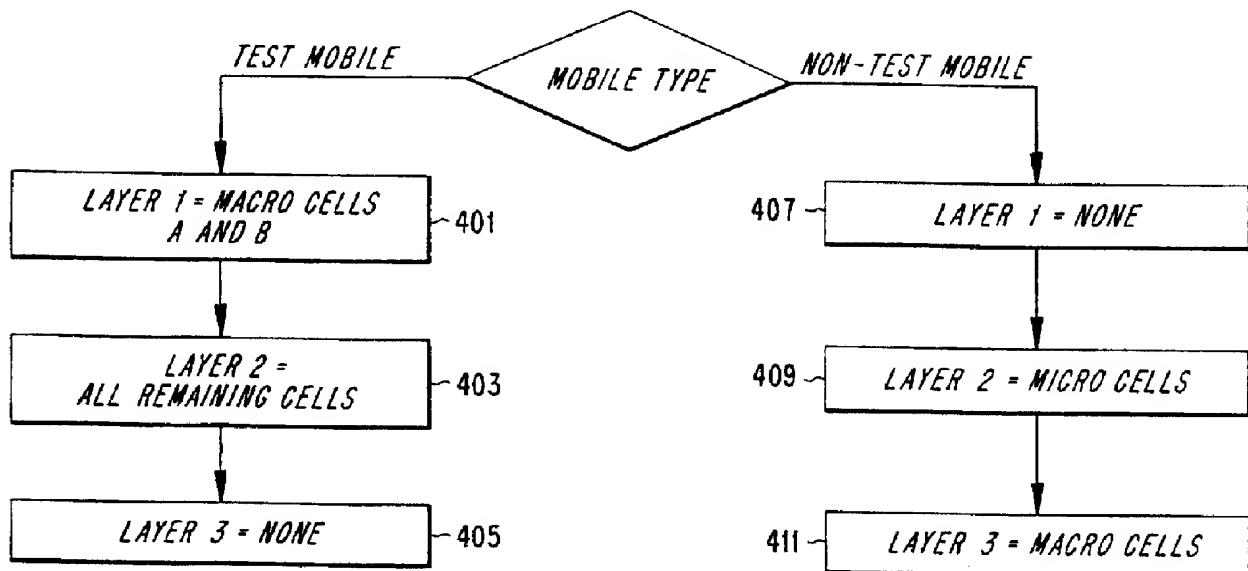 MOBILE TYPE
TEST MOBILE
NON-TEST MOBILE
LAYER 1 = MACRO CELLS
A AND B
401
LAYER 2 =
ALL REMAINING CELLS
403
LAYER 3 = NONE
405
407
LAYER 1 = NONE
409
LAYER 2 = MICRO CELLS
411
LAYER 3 = MACRO CELLS